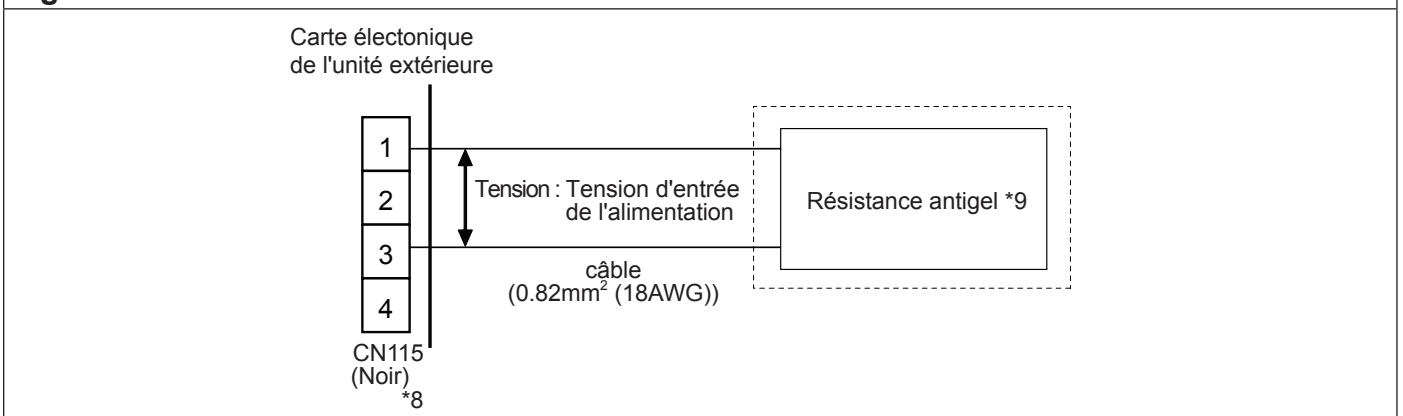 Carte électonique
de l'unité extérieure
1
2
3
4
Tension : Tension d'entrée
de l'alimentation
Résistance antigel *9
câble
(0.82mm² (18AWG))
CN115
(Noir)
*8